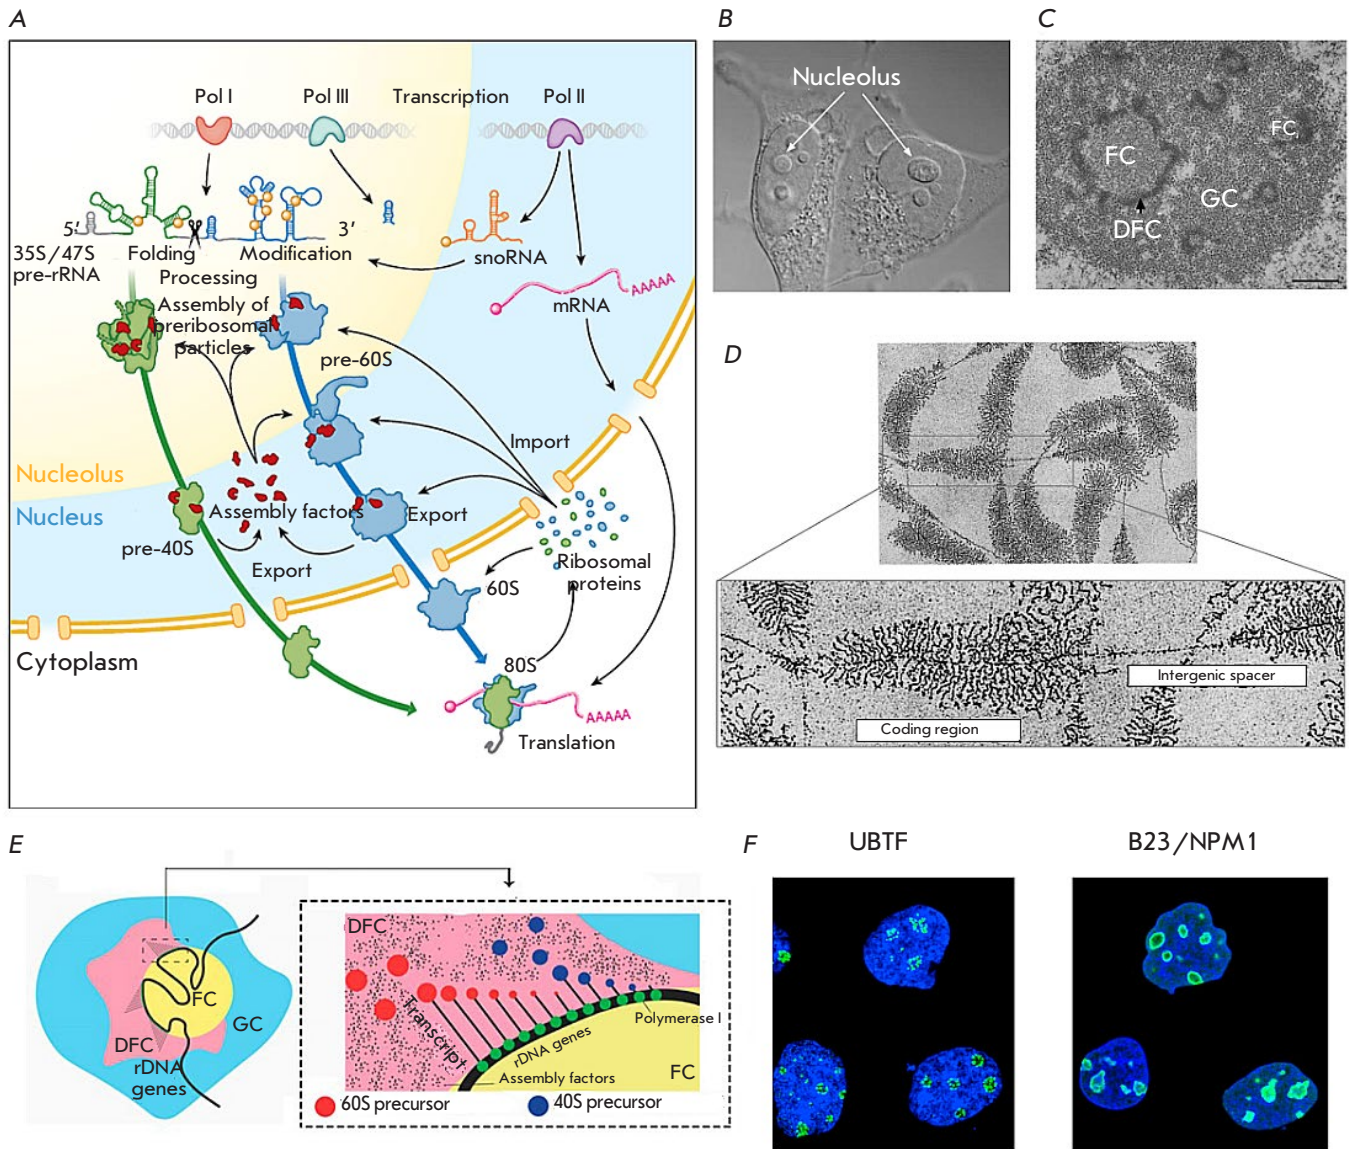 A
Pol I
Pol III
Transcription
Pol II
5′
3′
35S/47S
pre-rRNA
Folding
Modification
Processing
snoRNA
Assembly of
preribosomal
particles
AAAAA
mRNA
pre-60S
Import
Nucleolus
Nucleus
Assembly factors
Export
pre-40S
Export
Ribosomal
proteins
60S
Cytoplasm
80S
AAAAA
Translation
B
Nucleolus
C
FC
FC
GC
DFC
D
Intergenic spacer
Coding region
E
FC
GC
DFC
rDNA
genes
DFC
Transcript
Polymerase I
rDNA genes
FC
Assembly factors
60S precursor
40S precursor
F
UBTF
B23/NPM1